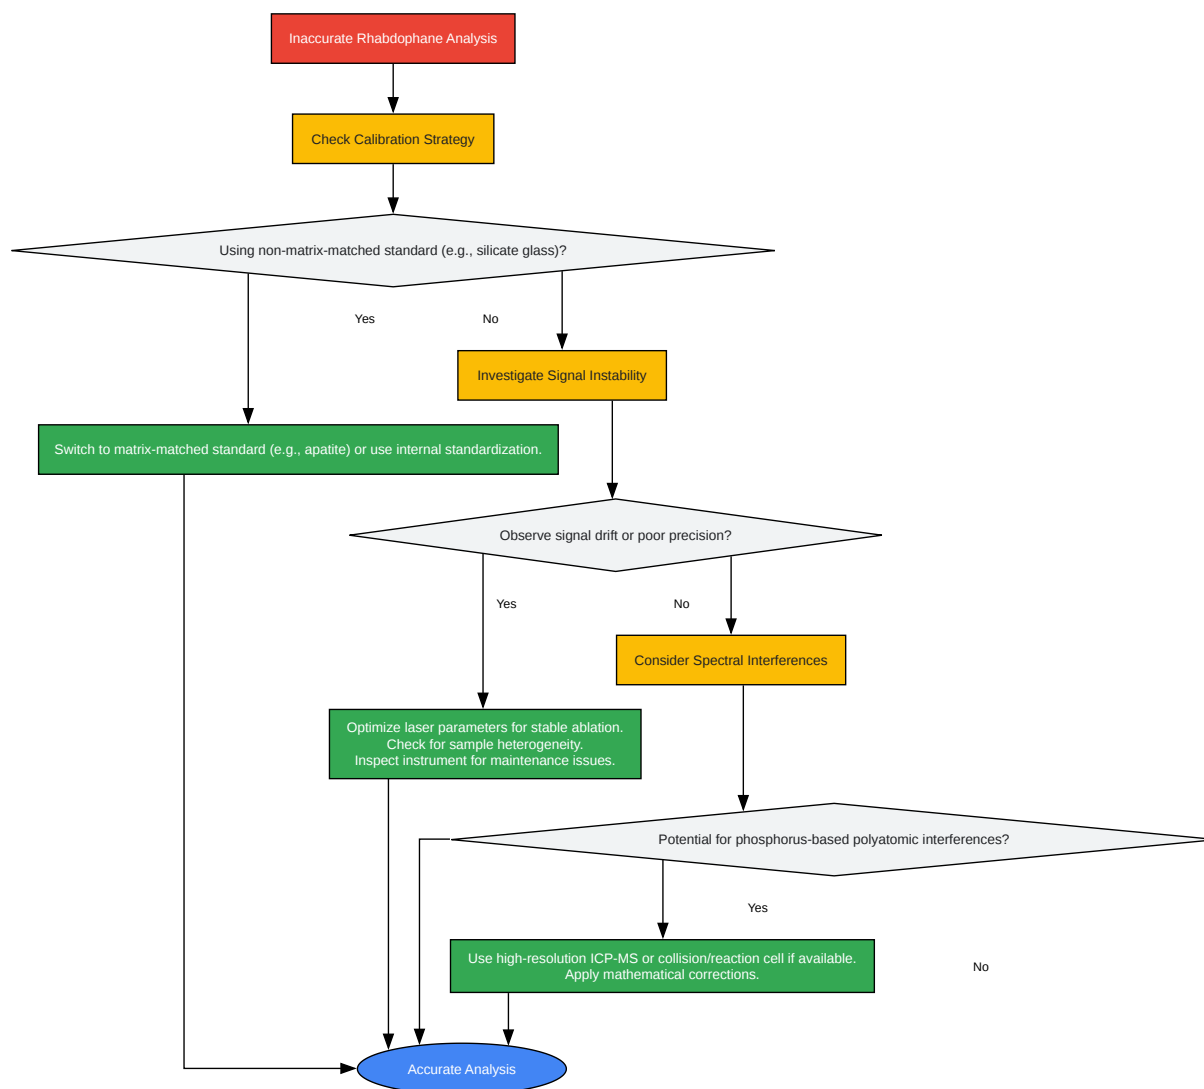 Inaccurate Rhabdophane Analysis
Check Calibration Strategy
Using non-matrix-matched standard (e.g., silicate glass)?
Yes
No
Investigate Signal Instability
Switch to matrix-matched standard (e.g., apatite) or use internal standardization.
Observe signal drift or poor precision?
Yes
No
Consider Spectral Interferences
Optimize laser parameters for stable ablation.
Check for sample heterogeneity.
Inspect instrument for maintenance issues.
Potential for phosphorus-based polyatomic interferences?
Yes
Use high-resolution ICP-MS or collision/reaction cell if available.
Apply mathematical corrections.
No
Accurate Analysis